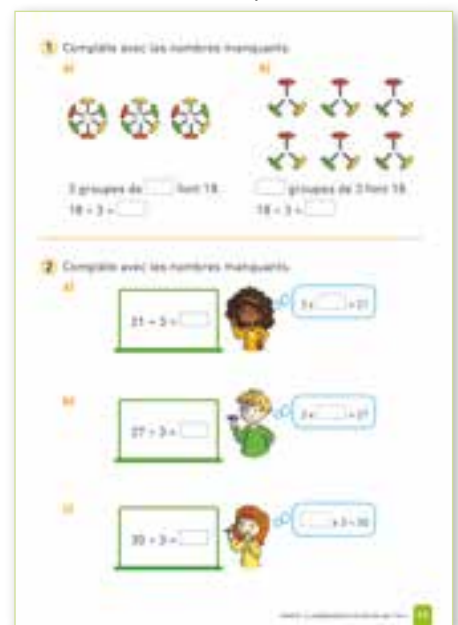 1 Complète avec les nombres manquants.
a) b)
3 groupes de font 18. groupes de 3 font 18.
18 ÷ 3 = 18 ÷ 3 =
2 Complète avec les nombres manquants.
a)
21 ÷ 3 = 3 x = 21
b)
27 ÷ 3 = 3 x = 27
c)
30 ÷ 3 = x 3 = 30